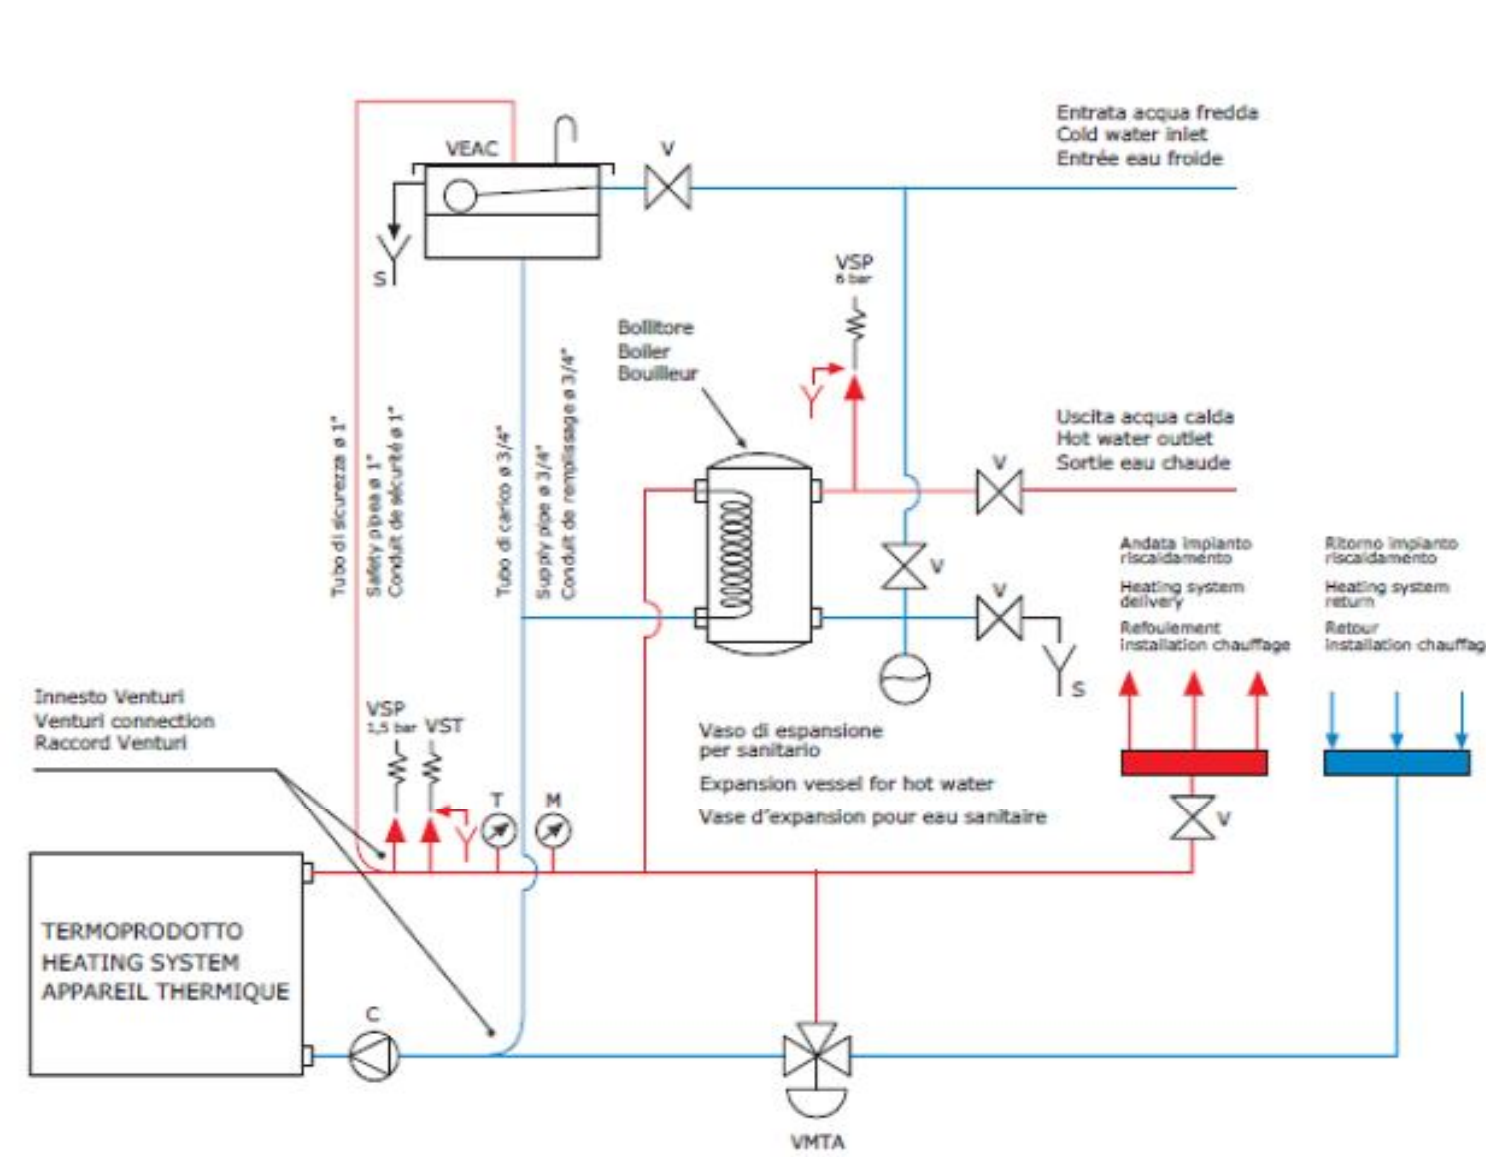 Entrata acqua fredda
Cold water inlet
Entrée eau froide
VEAC
V
S
VSP
6 bar
Bollitore
Boiler
Bouilleur
Tubo di sicurezza ø 1"
Safety pipea ø 1"
Conduit de sécurité ø 1"
Tubo di carico ø 3/4"
Supply pipe ø 3/4"
Conduit de remplissage ø 3/4"
Uscita acqua calda
Hot water outlet
Sortie eau chaude
V
V
V
S
Andata impianto
riscaldamento
Heating system
delivery
Refoulement
installation chauffage
Ritorno impianto
riscaldamento
Heating system
return
Retour
installation chauffag
Innesto Venturi
Venturi connection
Raccord Venturi
VSP
1,5 bar
VST
T
M
Vaso di espansione
per sanitario
Expansion vessel for hot water
Vase d'expansion pour eau sanitaire
V
TERMOPRODOTTO
HEATING SYSTEM
APPAREIL THERMIQUE
C
VMTA